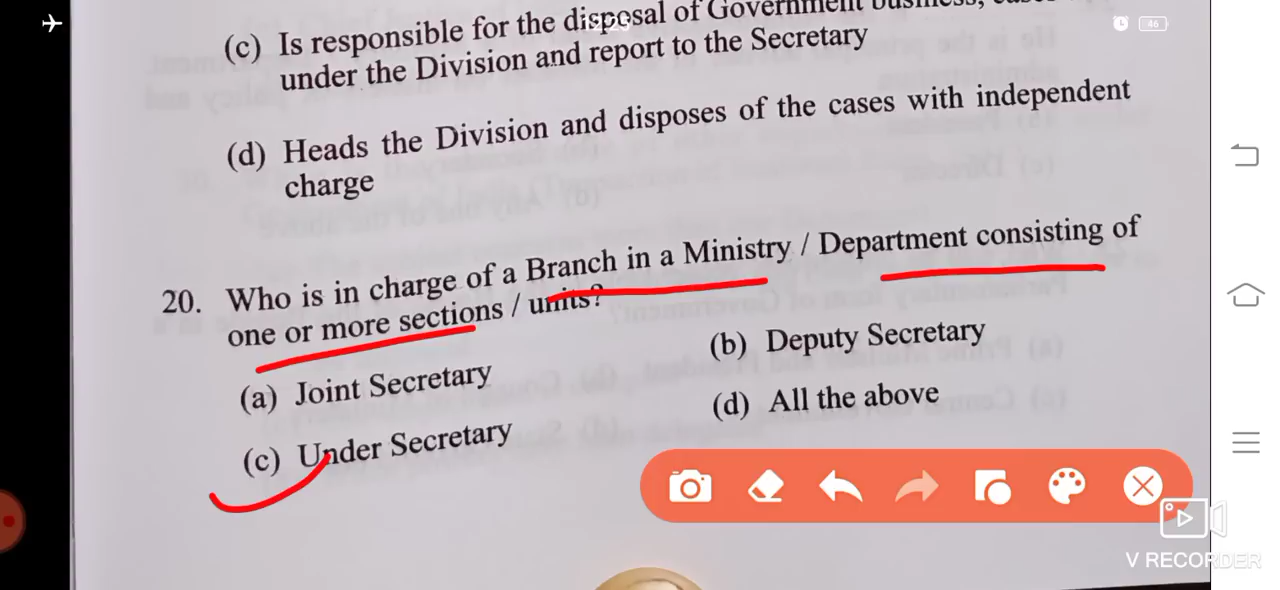 (c) Is responsible for the disposal of Government business,
under the Division and report to the Secretary
46
(d) Heads the Division and disposes of the cases with independent
charge
20. Who is in charge of a Branch in a Ministry / Department consisting of
one or more sections / units?
(a) Joint Secretary
(b) Deputy Secretary
(c) Under Secretary
(d) All the above
V RECORDER